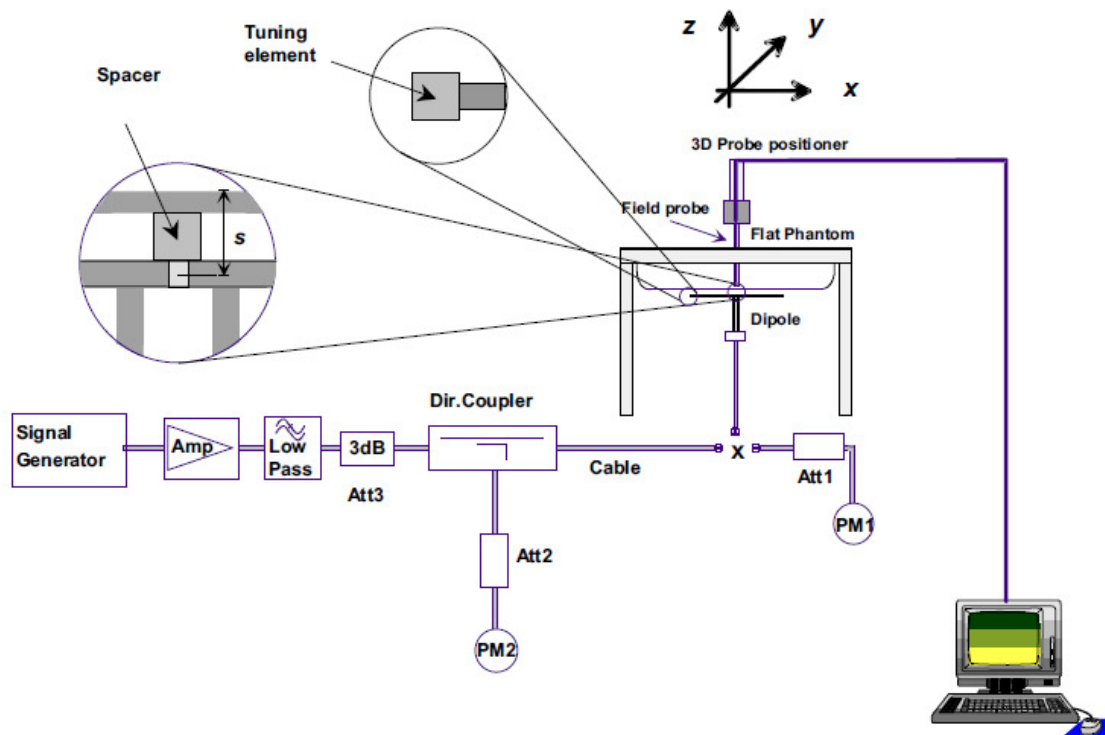 Tuning
element
Spacer
z
y
x
3D Probe positioner
Field probe
Flat Phantom
s
Dipole
Dir.Coupler
Signal
Generator
Amp
Low
Pass
3dB
Att3
Cable
x
Att1
PM1
Att2
PM2